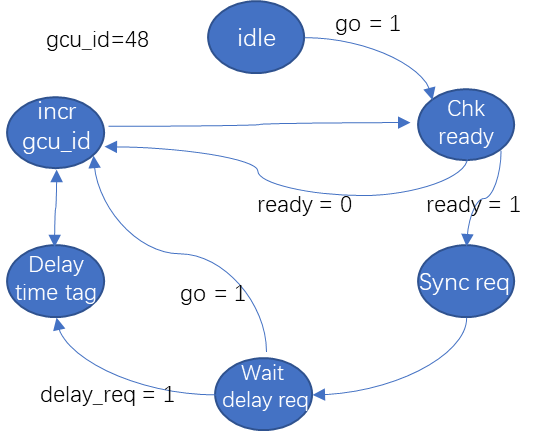 gcu_id=48
idle
go = 1
incr
gcu_id
Chk
ready
ready = 0
ready = 1
Delay
time tag
Sync req
go = 1
Wait
delay req
delay_req = 1